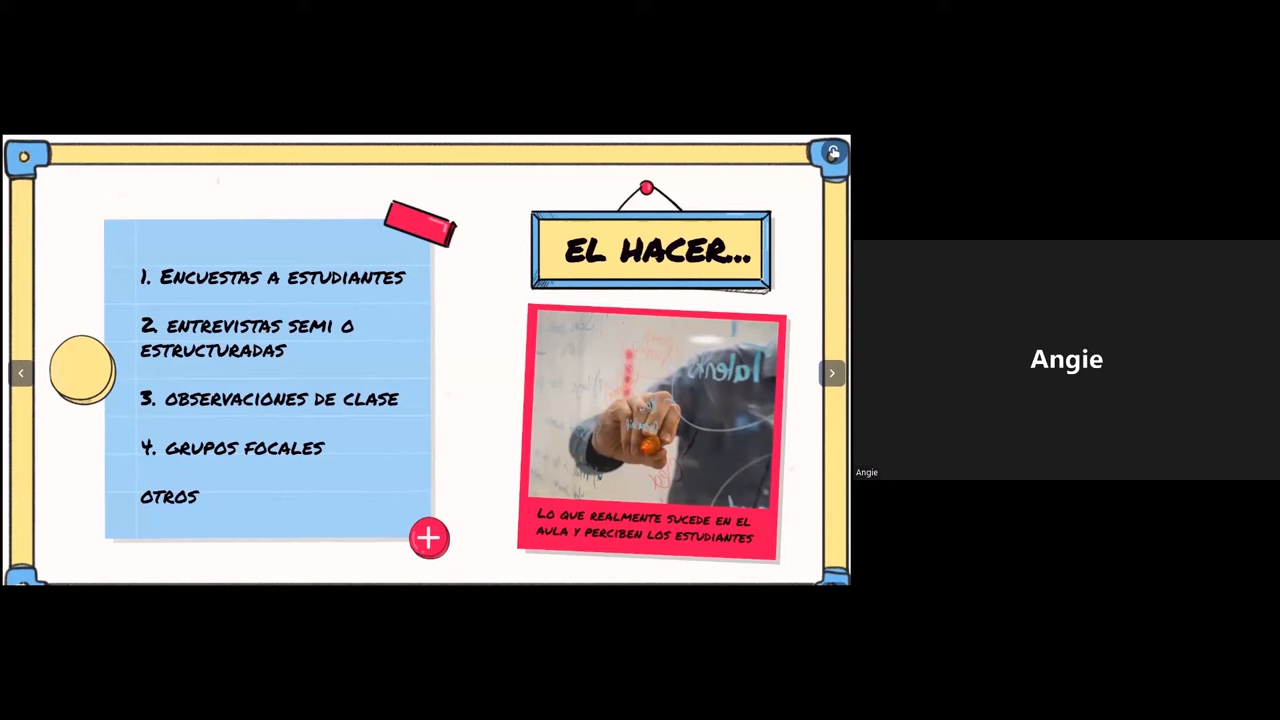 1. ENCUESTAS A ESTUDIANTES
2. ENTREVISTAS SEMI O
ESTRUCTURADAS
3. OBSERVACIONES DE CLASE
4. GRUPOS FOCALES
OTROS
EL HACER...
Talent
LO QUE REALMENTE SUCEDE EN EL
AULA Y PERCIBEN LOS ESTUDIANTES
Angie
Angie